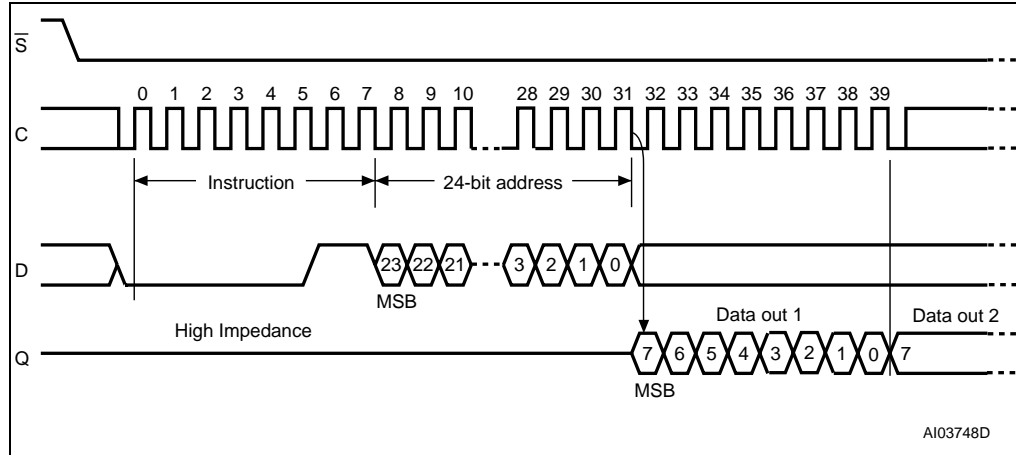 S̅
0 1 2 3 4 5 6 7 8 9 10 28 29 30 31 32 33 34 35 36 37 38 39
C
Instruction 24-bit address
D 23 22 21 3 2 1 0
MSB
High Impedance Data out 1 Data out 2
Q 7 6 5 4 3 2 1 0 7
MSB
AI03748D